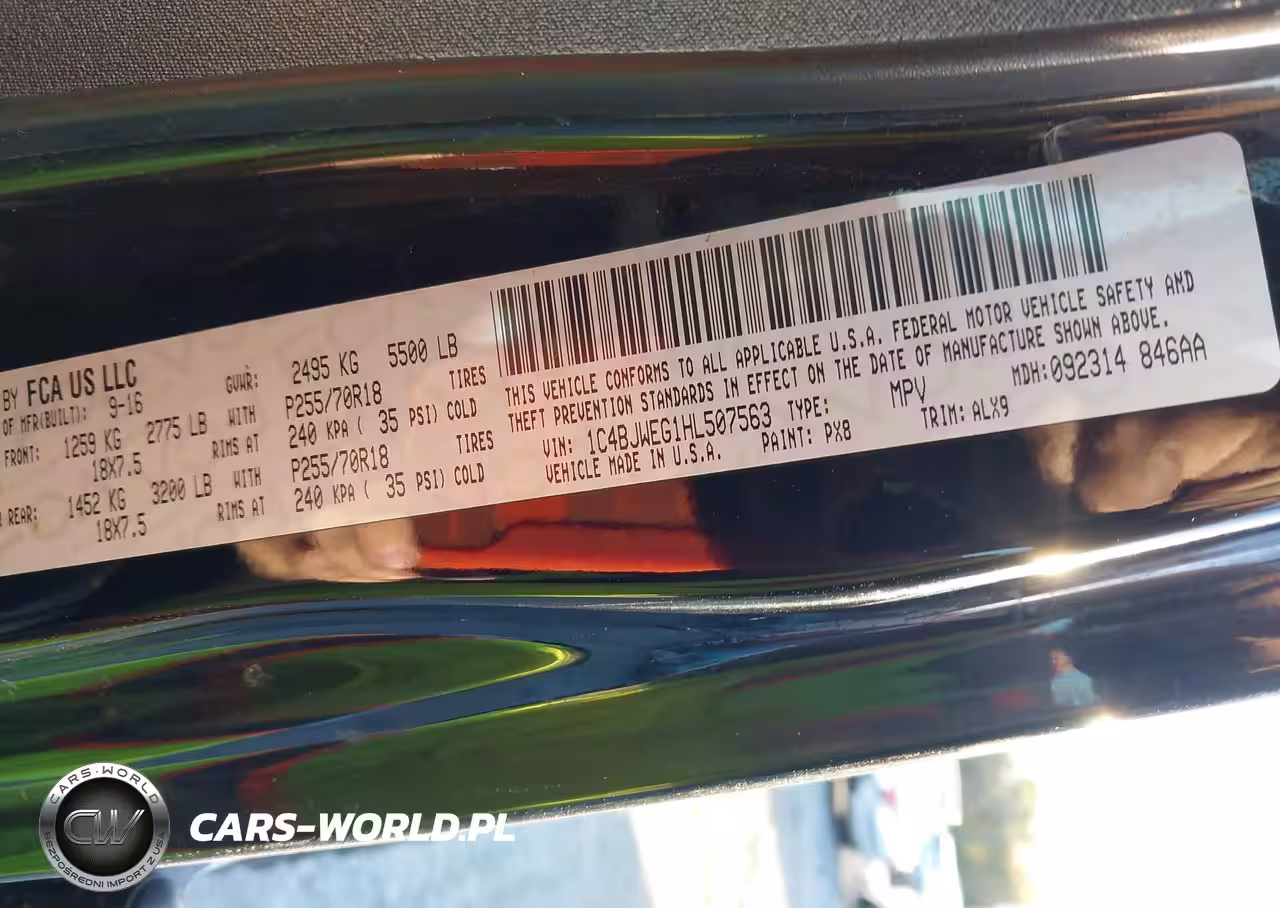 BY FCA US LLC
OF MFR(BUILT): 9-16 GVWR: 2495 KG 5500 LB
FRONT: 1259 KG 2775 LB WITH P255/70R18 TIRES
18X7.5 RIMS AT 240 KPA ( 35 PSI) COLD
REAR: 1452 KG 3200 LB WITH P255/70R18 TIRES
18X7.5 RIMS AT 240 KPA ( 35 PSI) COLD
THIS VEHICLE CONFORMS TO ALL APPLICABLE U.S.A. FEDERAL MOTOR VEHICLE SAFETY AND
THEFT PREVENTION STANDARDS IN EFFECT ON THE DATE OF MANUFACTURE SHOWN ABOVE.
VIN: 1C4BJWEG1HL507563 TYPE: MPV MDH:092314 846AA
VEHICLE MADE IN U.S.A. PAINT: PX8 TRIM: ALX9
CARS-WORLD
CW
BEZPOŚREDNI IMPORT Z USA
CARS-WORLD.PL